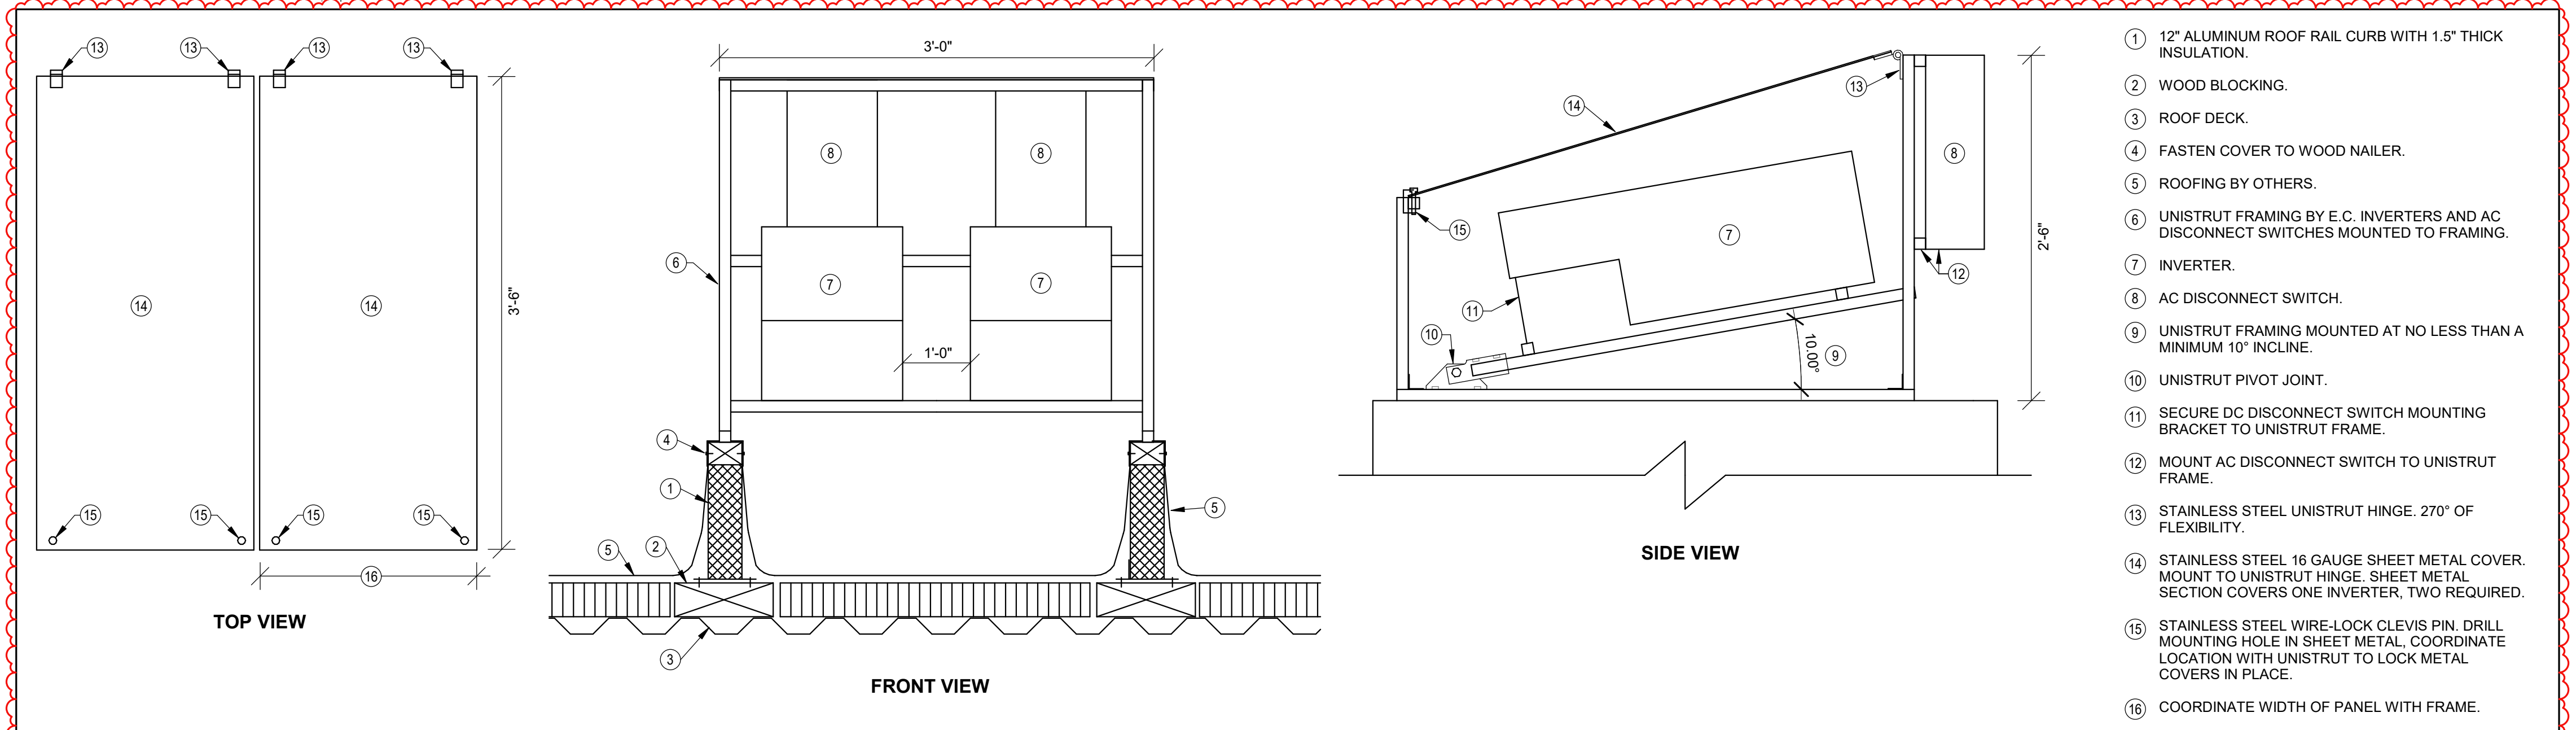 13
13
13
13
14
14
3'-6"
15
15
15
15
16
TOP VIEW
3'-0"
8
8
6
7
7
1'-0"
4
1
5
5
2
3
FRONT VIEW
13
14
8
15
7
2'-6"
12
11
10
10.00°
9
SIDE VIEW
1 12" ALUMINUM ROOF RAIL CURB WITH 1.5" THICK
INSULATION.
2 WOOD BLOCKING.
3 ROOF DECK.
4 FASTEN COVER TO WOOD NAILER.
5 ROOFING BY OTHERS.
6 UNISTRUT FRAMING BY E.C. INVERTERS AND AC
DISCONNECT SWITCHES MOUNTED TO FRAMING.
7 INVERTER.
8 AC DISCONNECT SWITCH.
9 UNISTRUT FRAMING MOUNTED AT NO LESS THAN A
MINIMUM 10° INCLINE.
10 UNISTRUT PIVOT JOINT.
11 SECURE DC DISCONNECT SWITCH MOUNTING
BRACKET TO UNISTRUT FRAME.
12 MOUNT AC DISCONNECT SWITCH TO UNISTRUT
FRAME.
13 STAINLESS STEEL UNISTRUT HINGE. 270° OF
FLEXIBILITY.
14 STAINLESS STEEL 16 GAUGE SHEET METAL COVER.
MOUNT TO UNISTRUT HINGE. SHEET METAL
SECTION COVERS ONE INVERTER, TWO REQUIRED.
15 STAINLESS STEEL WIRE-LOCK CLEVIS PIN. DRILL
MOUNTING HOLE IN SHEET METAL, COORDINATE
LOCATION WITH UNISTRUT TO LOCK METAL
COVERS IN PLACE.
16 COORDINATE WIDTH OF PANEL WITH FRAME.